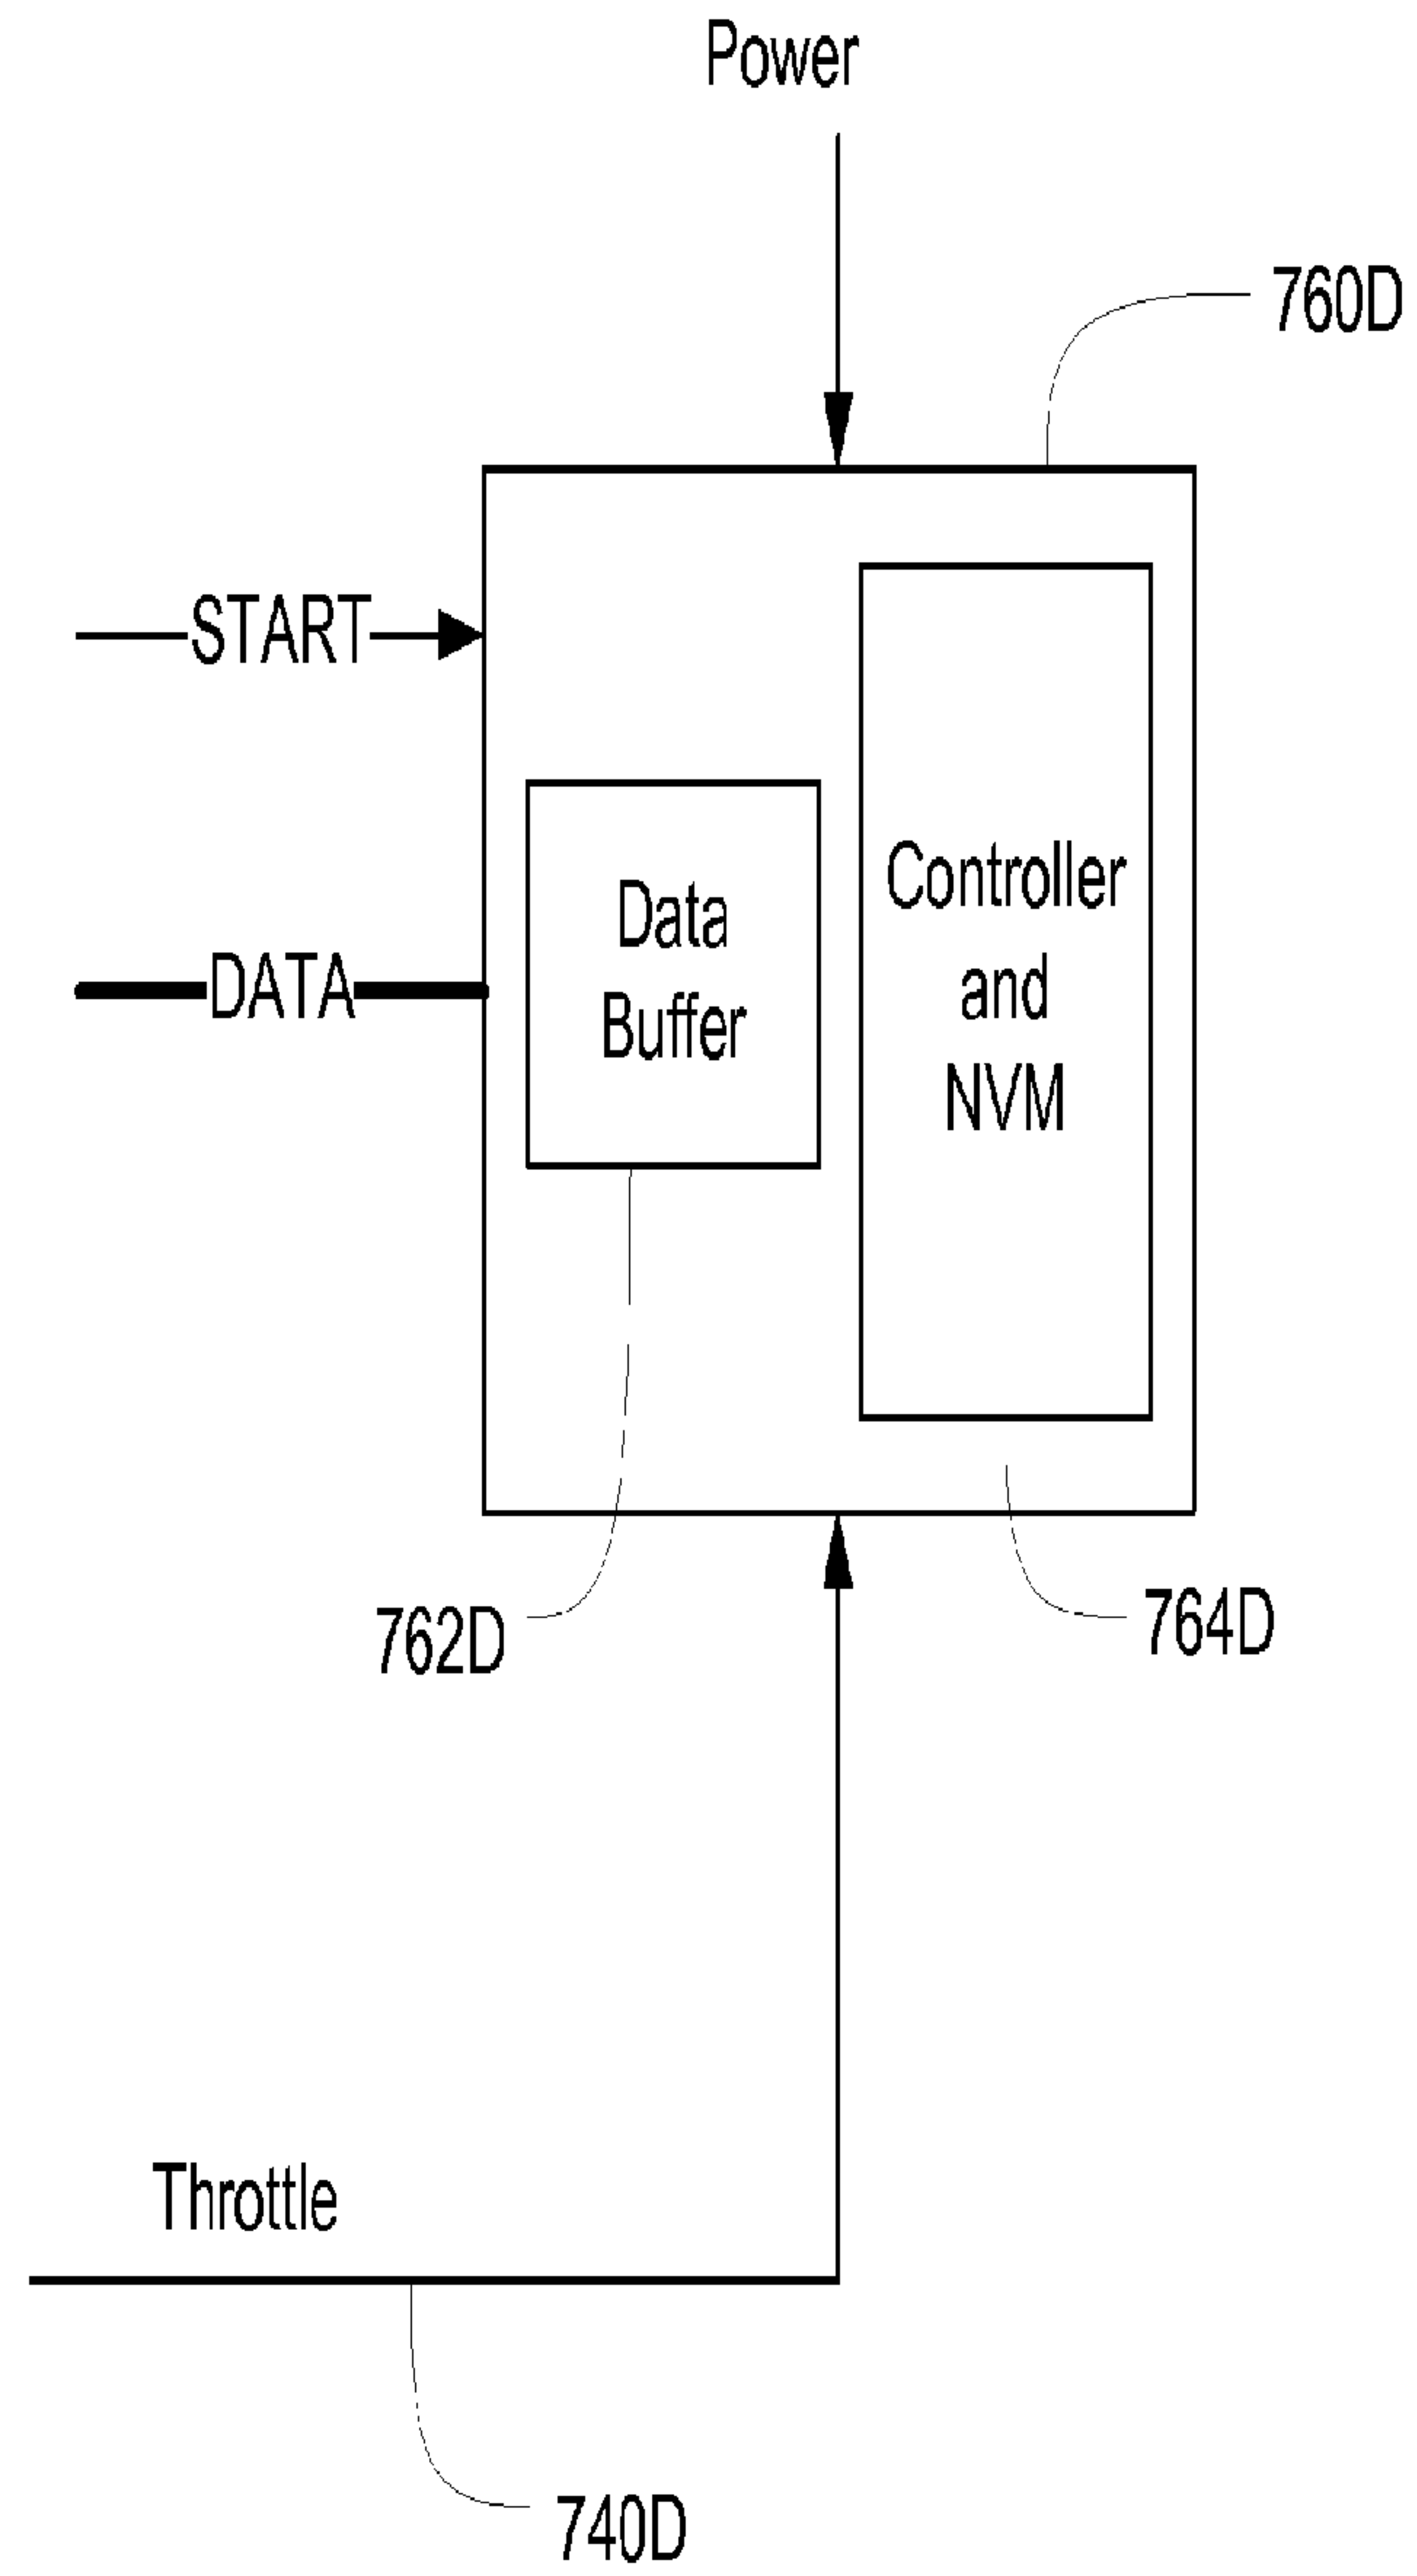 Power
760D
START
DATA
Data
Buffer
Controller
and
NVM
762D
764D
Throttle
740D